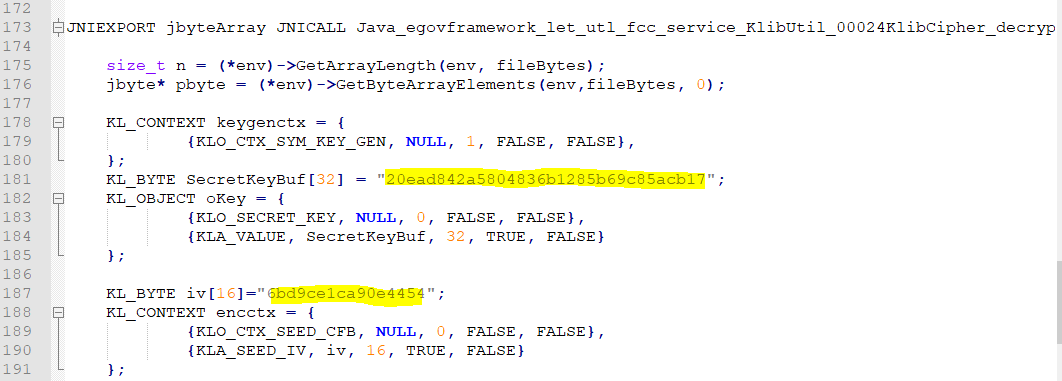 172
173 JNIEXPORT jbyteArray JNICALL Java_egovframework_let_utl_fcc_service_KlibUtil_00024KlibCipher_decryp
174
175 size_t n = (*env)->GetArrayLength(env, fileBytes);
176 jbyte* pbyte = (*env)->GetByteArrayElements(env,fileBytes, 0);
177
178 KL_CONTEXT keygenctx = {
179 {KLO_CTX_SYM_KEY_GEN, NULL, 1, FALSE, FALSE},
180 };
181 KL_BYTE SecretKeyBuf[32] = "20ead842a5804836b1285b69c85acb17";
182 KL_OBJECT oKey = {
183 {KLO_SECRET_KEY, NULL, 0, FALSE, FALSE},
184 {KLA_VALUE, SecretKeyBuf, 32, TRUE, FALSE}
185 };
186
187 KL_BYTE iv[16]="6bd9ce1ca90e4454";
188 KL_CONTEXT encctx = {
189 {KLO_CTX_SEED_CFB, NULL, 0, FALSE, FALSE},
190 {KLA_SEED_IV, iv, 16, TRUE, FALSE}
191 };